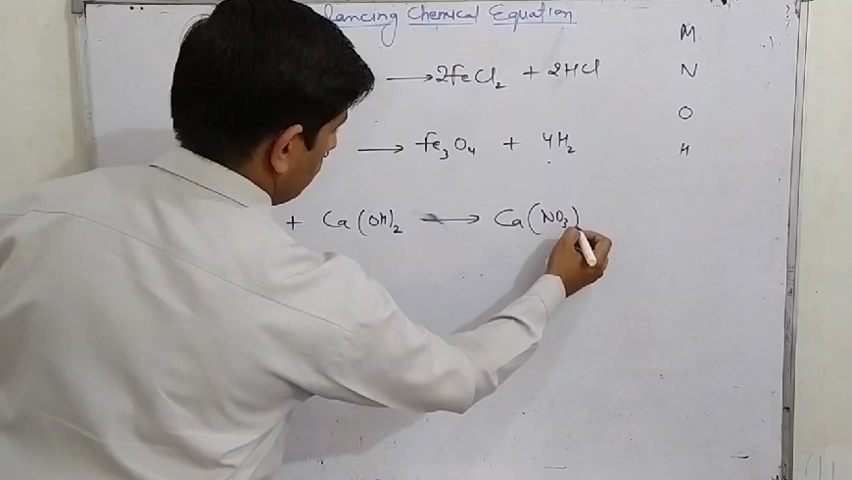 lancing Chemical Equation
M
→ 2FeCl₂ + 2HCl
N
O
→ Fe₃O₄ + 4H₂
H
+ Ca(OH)₂ → Ca(NO₃)